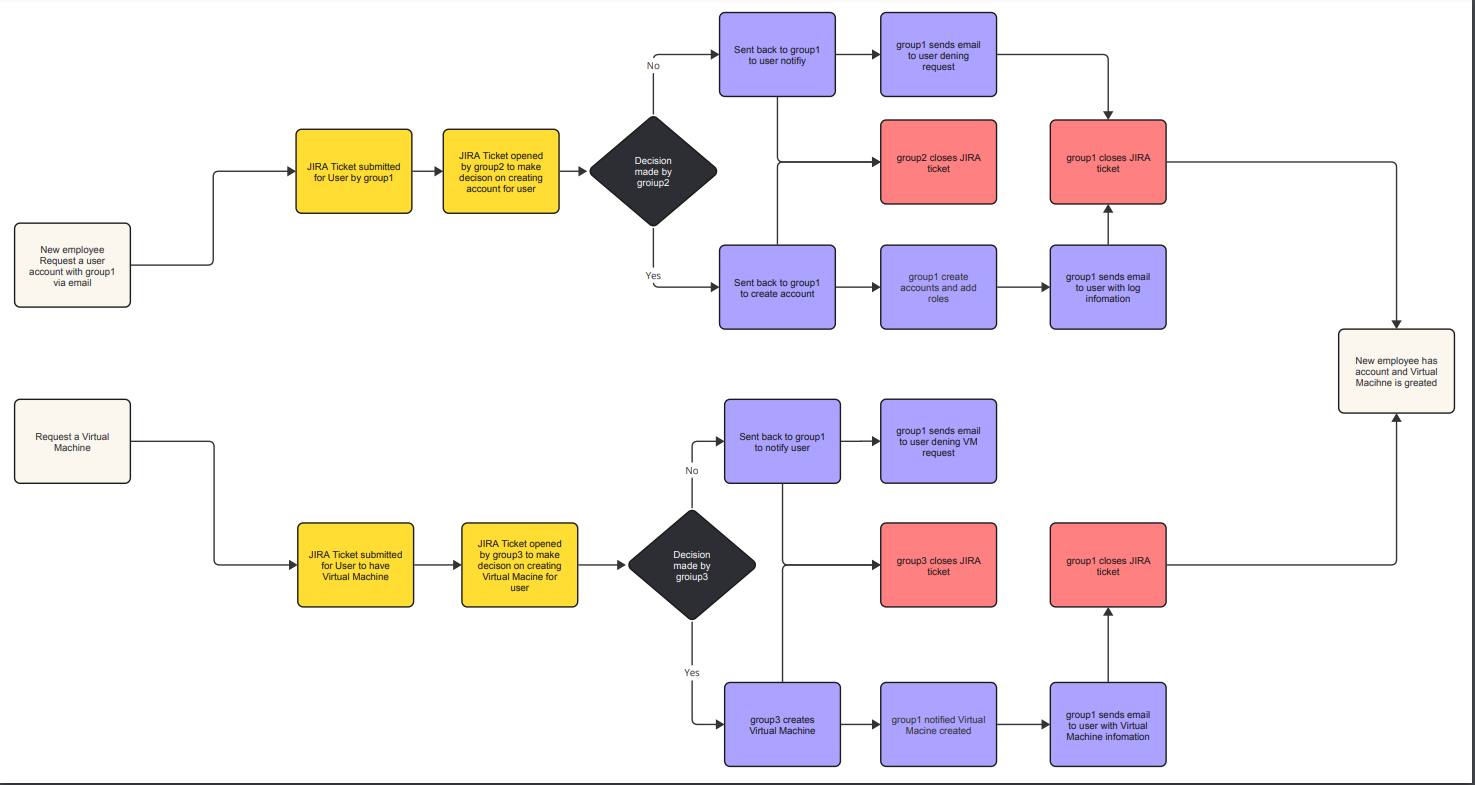 Sent back to group1
to user notifiy
group1 sends email
to user dening
request
No
JIRA Ticket submitted
for User by group1
JIRA Ticket opened
by group2 to make
decison on creating
account for user
Decision
made by
groiup2
group2 closes JIRA
ticket
group1 closes JIRA
ticket
New employee
Request a user
account with group1
via email
Yes
Sent back to group1
to create account
group1 create
accounts and add
roles
group1 sends email
to user with log
infomation
New employee has
account and Virtual
Macihne is greated
Request a Virtual
Machine
Sent back to group1
to notify user
group1 sends email
to user dening VM
request
No
JIRA Ticket submitted
for User to have
Virtual Machine
JIRA Ticket opened
by group3 to make
decison on creating
Virtual Macine for
user
Decision
made by
groiup3
group3 closes JIRA
ticket
group1 closes JIRA
ticket
Yes
group3 creates
Virtual Machine
group1 notified Virtual
Macine created
group1 sends email
to user with Virtual
Machine infomation